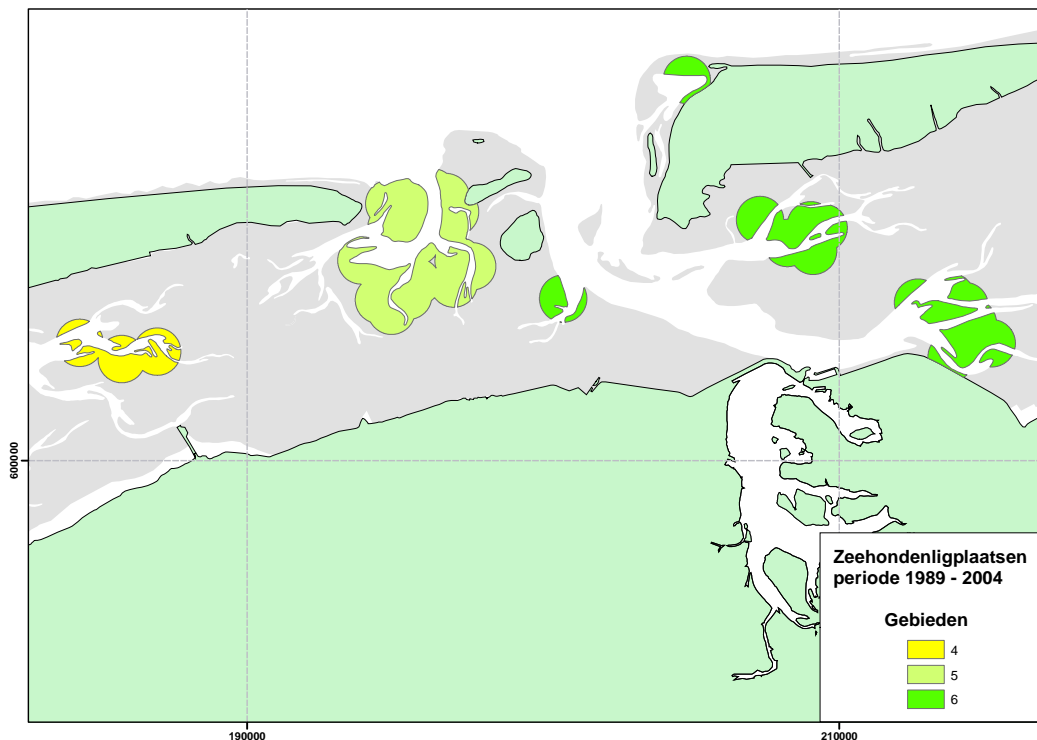 600000
Zeehondenligplaatsen
periode 1989 - 2004
Gebieden
4
5
6
190000
210000